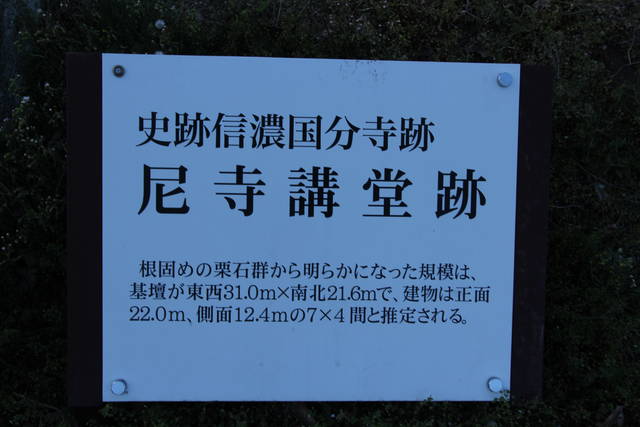 史跡信濃国分寺跡
尼寺講堂跡
根固めの栗石群から明らかになった規模は、
基壇が東西31.0m×南北21.6mで、建物は正面
22.0m、側面12.4mの7×4間と推定される。